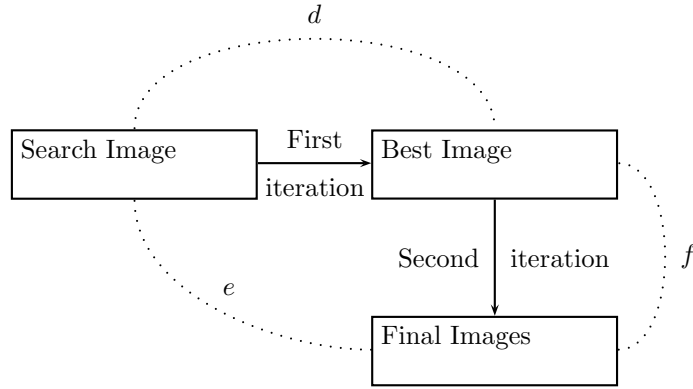 d
Search Image
First
iteration
Best Image
Second
iteration
f
e
Final Images